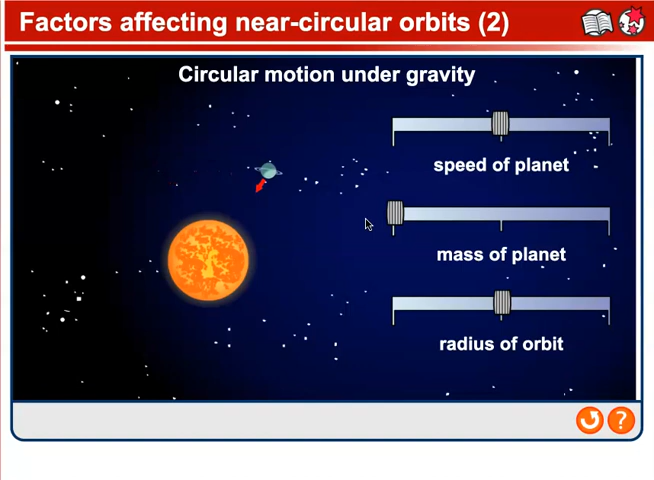 Factors affecting near-circular orbits (2)
Circular motion under gravity
speed of planet
mass of planet
radius of orbit
?